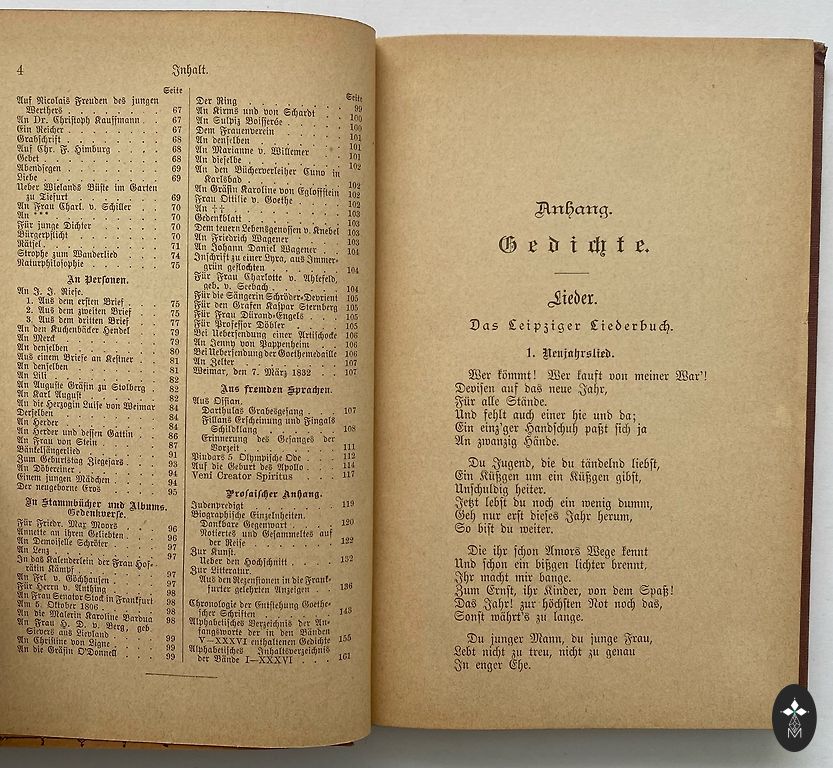 4
Inhalt.
Seite
Auf Nicolais Freuden des jungen
Werthers . . . 67
An Dr. Christoph Kauffmann . . 67
Ein Reicher . . . 67
Grabschrift . . . 68
Auf Chr. F. Himburg . . . 68
Gebet . . . 68
Abendsegen . . . 69
Liebe . . . 69
Ueber Wielands Büste im Garten
zu Tiefurt . . . 69
An Frau Charl. v. Schiller . . 70
An *** . . . 70
Für junge Dichter . . . 70
Bürgerpflicht . . . 70
Rätsel . . . 71
Strophe zum Wanderlied . . . 74
Naturphilosophie . . . 75
An Personen.
An J. J. Riese.
1. Aus dem ersten Brief . . . 75
2. Aus dem zweiten Brief . . 75
3. Aus dem dritten Brief . . 77
An den Kuchenbäcker Hendel . . 79
An Merck . . . 79
An denselben . . . 80
Aus einem Briefe an Kestner . . 81
An denselben . . . 81
An Lili . . . 82
An Auguste Gräfin zu Stolberg . 82
An Karl August . . . 82
An die Herzogin Luise von Weimar 84
Derselben . . . 84
An Herder . . . 84
An Herder und dessen Gattin . . 86
An Frau von Stein . . . 87
Bänkelsängerlied . . . 91
Zum Geburtstag Ziegesars . . 93
An Döbereiner . . . 94
Einem jungen Mädchen . . . 94
Der neugeborne Eros . . . 95
In Stammbücher und Albums.
Gedenkverse.
Für Friedr. Max Moors . . . 96
Annette an ihren Geliebten . . 96
An Demoiselle Schröter . . . 97
An Lenz . . . 97
In das Kalenderlein der Frau Hof-
rätin Kämpf . . . 97
An Frl. v. Göchhausen . . . 97
Für Herrn v. Anthing . . . 98
An Frau Senator Stock in Frankfurt 98
Am 5. Oktober 1806 . . . 98
An die Malerin Karoline Bardua 98
An Frau H. D. v. Berg, geb.
Sievers aus Livland . . . 99
An Christine von Ligne . . . 99
An die Gräfin O'Donnell . . . 99
Seite
Der Ring . . . 99
An Kirms und von Schardt . . 100
An Sulpiz Boisserée . . . 100
Dem Frauenverein . . . 101
An denselben . . . 101
An Marianne v. Willemer . . 101
An dieselbe . . . 102
An den Bücherverleiher Cuno in
Karlsbad . . . 102
An Gräfin Karoline von Egloffstein 102
Frau Ottilie v. Goethe . . . 102
An †† . . . 103
Gedenkblatt . . . 103
Dem teuern Lebensgenossen v. Knebel 103
An Friedrich Wagener . . . 103
An Johann Daniel Wagener . . 104
Inschrift zu einer Lyra, aus Immer-
grün geflochten . . . 104
Für Frau Charlotte v. Ahlefeld,
geb. v. Seebach . . . 104
Für die Sängerin Schröder-Devrient 105
Für den Grafen Kaspar Sternberg 105
Für Frau Dürand-Engels . . . 105
Für Professor Döbler . . . 105
Bei Uebersendung einer Artischocke 106
An Jenny von Pappenheim . . 106
Bei Uebersendung der Goethemedaille 106
An Zelter . . . 107
Weimar, den 7. März 1832 . . 107
Aus fremden Sprachen.
Aus Ossian.
Darthulas Grabesgesang . . . 107
Fillans Erscheinung und Fingals
Schildklang . . . 108
Erinnerung des Gesanges der
Vorzeit . . . 111
Pindars 5. Olympische Ode . . 112
Auf die Geburt des Apollo . . 114
Veni Creator Spiritus . . . 117
Prosaischer Anhang.
Judenpredigt . . . 119
Biographische Einzelnheiten.
Dankbare Gegenwart . . . 120
Notiertes und Gesammeltes auf
der Reise . . . 122
Zur Kunst.
Ueber den Hochschnitt . . . 132
Zur Litteratur.
Aus den Rezensionen in die Frank-
furter gelehrten Anzeigen . . 136
Chronologie der Entstehung Goethe-
scher Schriften . . . 143
Alphabetisches Verzeichnis der An-
fangsworte der in den Bänden
V—XXXVI enthaltenen Gedichte 155
Alphabetisches Inhaltsverzeichnis
der Bände I—XXXVI . . . 161
Anhang.
Gedichte.
Lieder.
Das Leipziger Liederbuch.
1. Neujahrslied.
Wer kömmt! Wer kauft von meiner War'!
Devisen auf das neue Jahr,
Für alle Stände.
Und fehlt auch einer hie und da;
Ein einz'ger Handschuh paßt sich ja
An zwanzig Hände.
Du Jugend, die du tändelnd liebst,
Ein Küßgen um ein Küßgen gibst,
Unschuldig heiter.
Jetzt lebst du noch ein wenig dumm,
Geh nur erst dieses Jahr herum,
So bist du weiter.
Die ihr schon Amors Wege kennt
Und schon ein bißgen lichter brennt,
Ihr macht mir bange.
Zum Ernst, ihr Kinder, von dem Spaß!
Das Jahr! zur höchsten Not noch das,
Sonst währt's zu lange.
Du junger Mann, du junge Frau,
Lebt nicht zu treu, nicht zu genau
In enger Ehe.
M